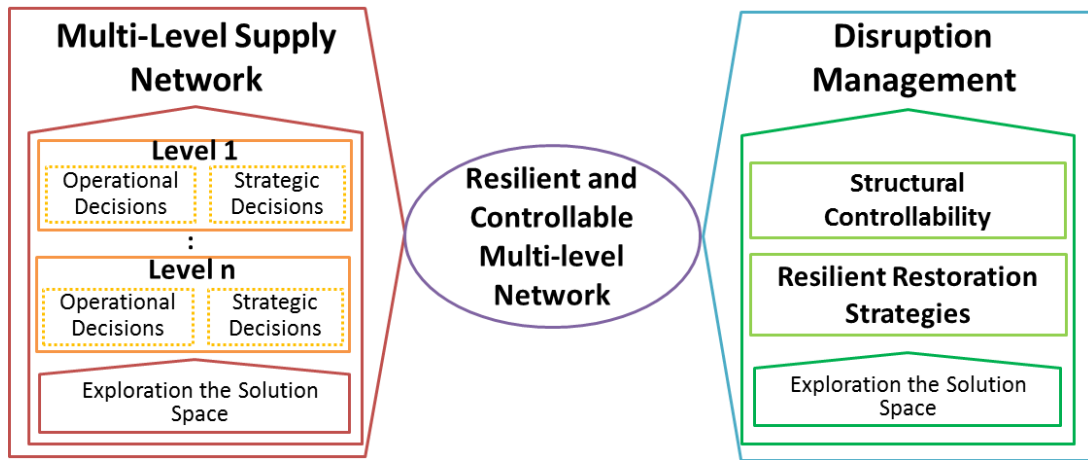 Multi-Level Supply
Network
Level 1
Operational
Decisions
Strategic
Decisions
:
Level n
Operational
Decisions
Strategic
Decisions
Exploration the Solution
Space
Resilient and
Controllable
Multi-level
Network
Disruption
Management
Structural
Controllability
Resilient Restoration
Strategies
Exploration the Solution
Space